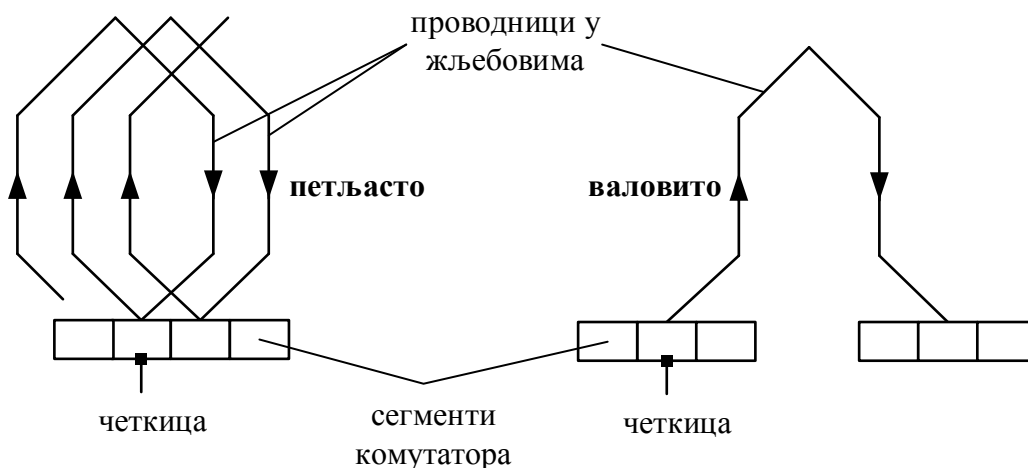 проводници у
жљебовима
петљасто
валовито
четкица
сегменти
комутатора
четкица